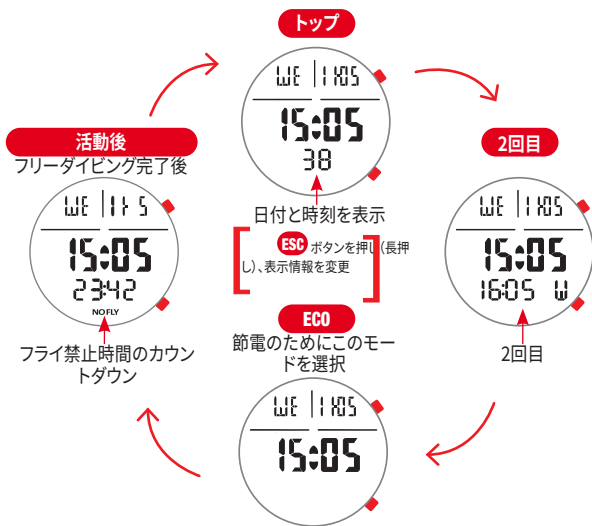 トップ
WE 11.05
15:05
38
日付と時刻を表示
2回目
WE 11.05
15:05
16:05 W
2回目
ESC ボタンを押し(長押
し)、表示情報を変更
ECO
節電のためにこのモー
ドを選択
WE 11.05
15:05
活動後
フリーダイビング完了後
WE
15:05
23:42
NO FLY
フライ禁止時間のカウン
トダウン